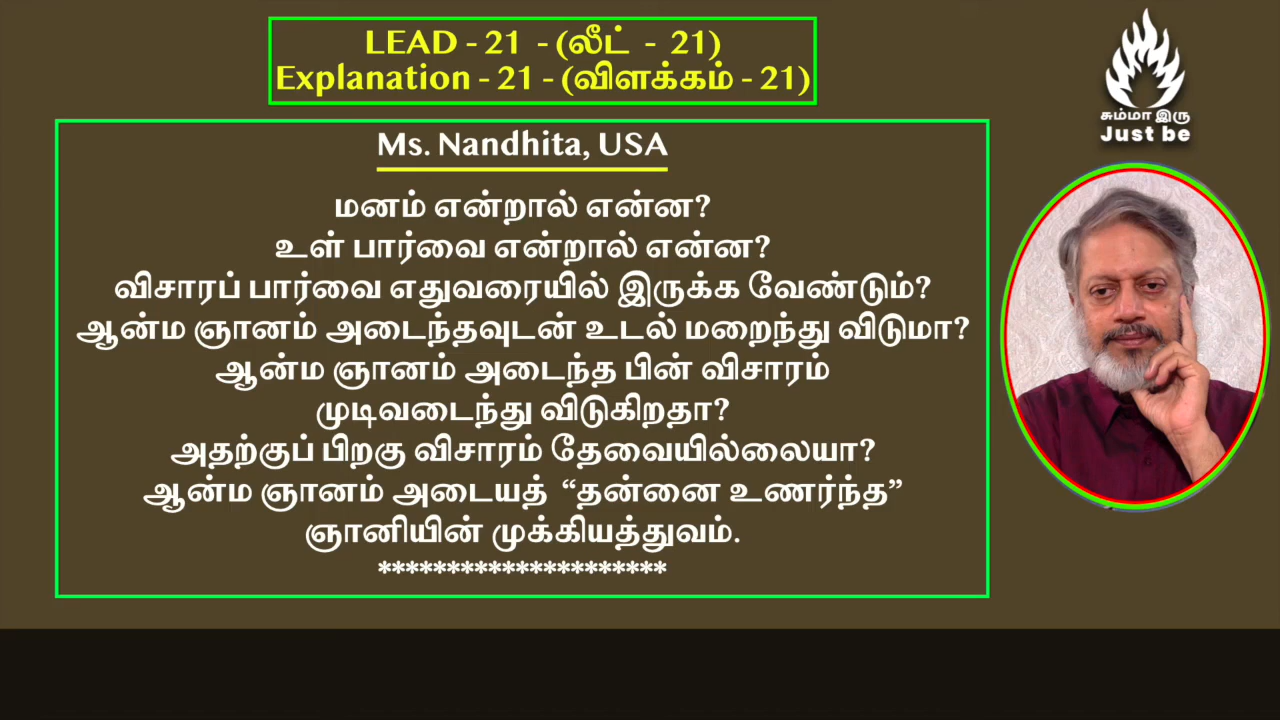 LEAD - 21 - (லீட் - 21)
Explanation - 21 - (விளக்கம் - 21)
சும்மா இரு
Just be
Ms. Nandhita, USA
மனம் என்றால் என்ன?
உள் பார்வை என்றால் என்ன?
விசாரப் பார்வை எதுவரையில் இருக்க வேண்டும்?
ஆன்ம ஞானம் அடைந்தவுடன் உடல் மறைந்து விடுமா?
ஆன்ம ஞானம் அடைந்த பின் விசாரம்
முடிவடைந்து விடுகிறதா?
அதற்குப் பிறகு விசாரம் தேவையில்லையா?
ஆன்ம ஞானம் அடையத் “தன்னை உணர்ந்த”
ஞானியின் முக்கியத்துவம்.
*********************